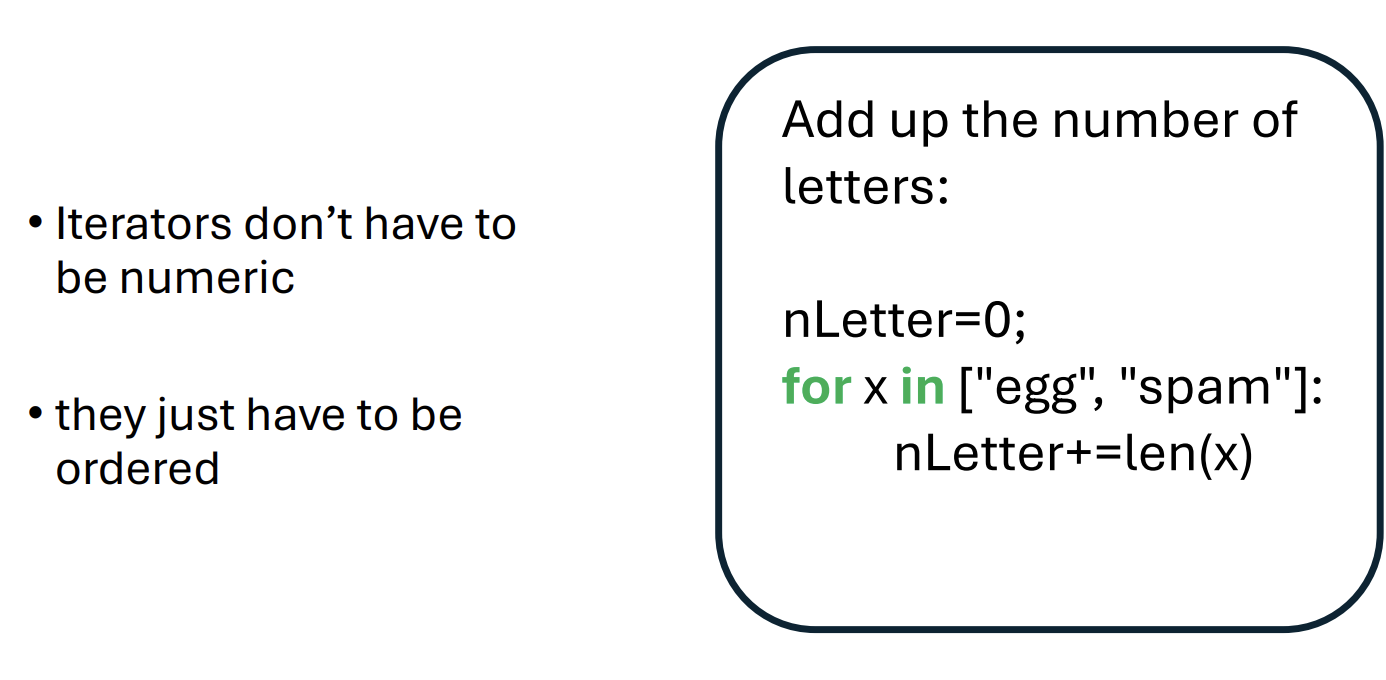 • Iterators don’t have to
be numeric
• they just have to be
ordered
Add up the number of
letters:
nLetter=0;
for x in ["egg", "spam"]:
nLetter+=len(x)